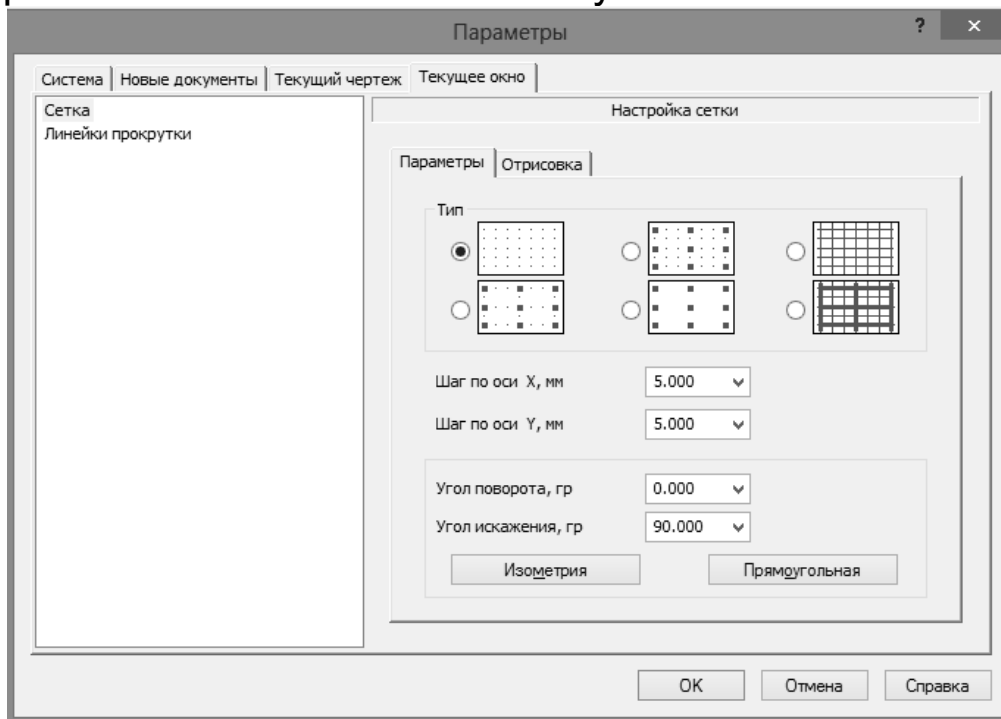 Параметры
?
×
Система Новые документы Текущий чертеж Текущее окно
Сетка
Линейки прокрутки
Настройка сетки
Параметры Отрисовка
Тип
Шаг по оси X, мм 5.000
Шаг по оси Y, мм 5.000
Угол поворота, гр 0.000
Угол искажения, гр 90.000
Изометрия Прямоугольная
OK Отмена Справка